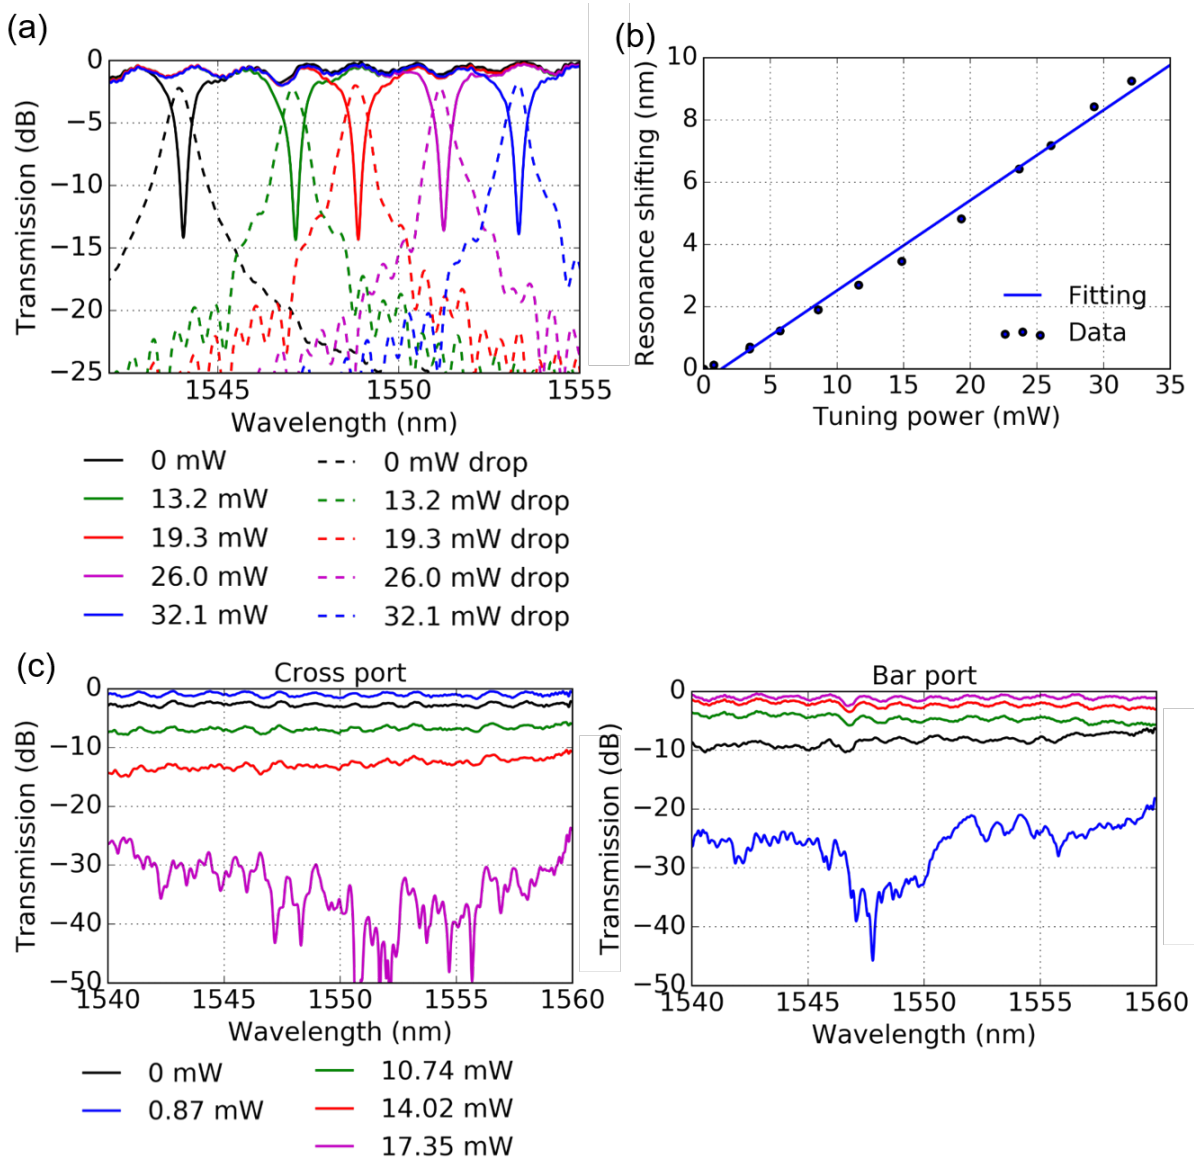 (a)
(b)
0
−5
−10
−15
−20
−25
Transmission (dB)
1545
1550
1555
Wavelength (nm)
10
8
6
4
2
0
Resonance shifting (nm)
Fitting
Data
0
5
10
15
20
25
30
35
Tuning power (mW)
0 mW
0 mW drop
13.2 mW
13.2 mW drop
19.3 mW
19.3 mW drop
26.0 mW
26.0 mW drop
32.1 mW
32.1 mW drop
(c)
Cross port
0
−10
−20
−30
−40
−50
Transmission (dB)
1540
1545
1550
1555
1560
Wavelength (nm)
Bar port
0
−10
−20
−30
−40
−50
Transmission (dB)
1540
1545
1550
1555
1560
Wavelength (nm)
0 mW
10.74 mW
0.87 mW
14.02 mW
17.35 mW